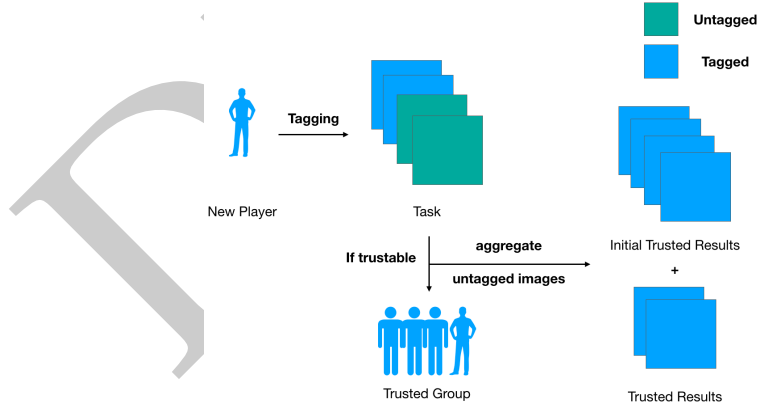 Untagged
Tagged
Tagging
New Player
Task
If trustable
aggregate
untagged images
Initial Trusted Results
+
Trusted Group
Trusted Results